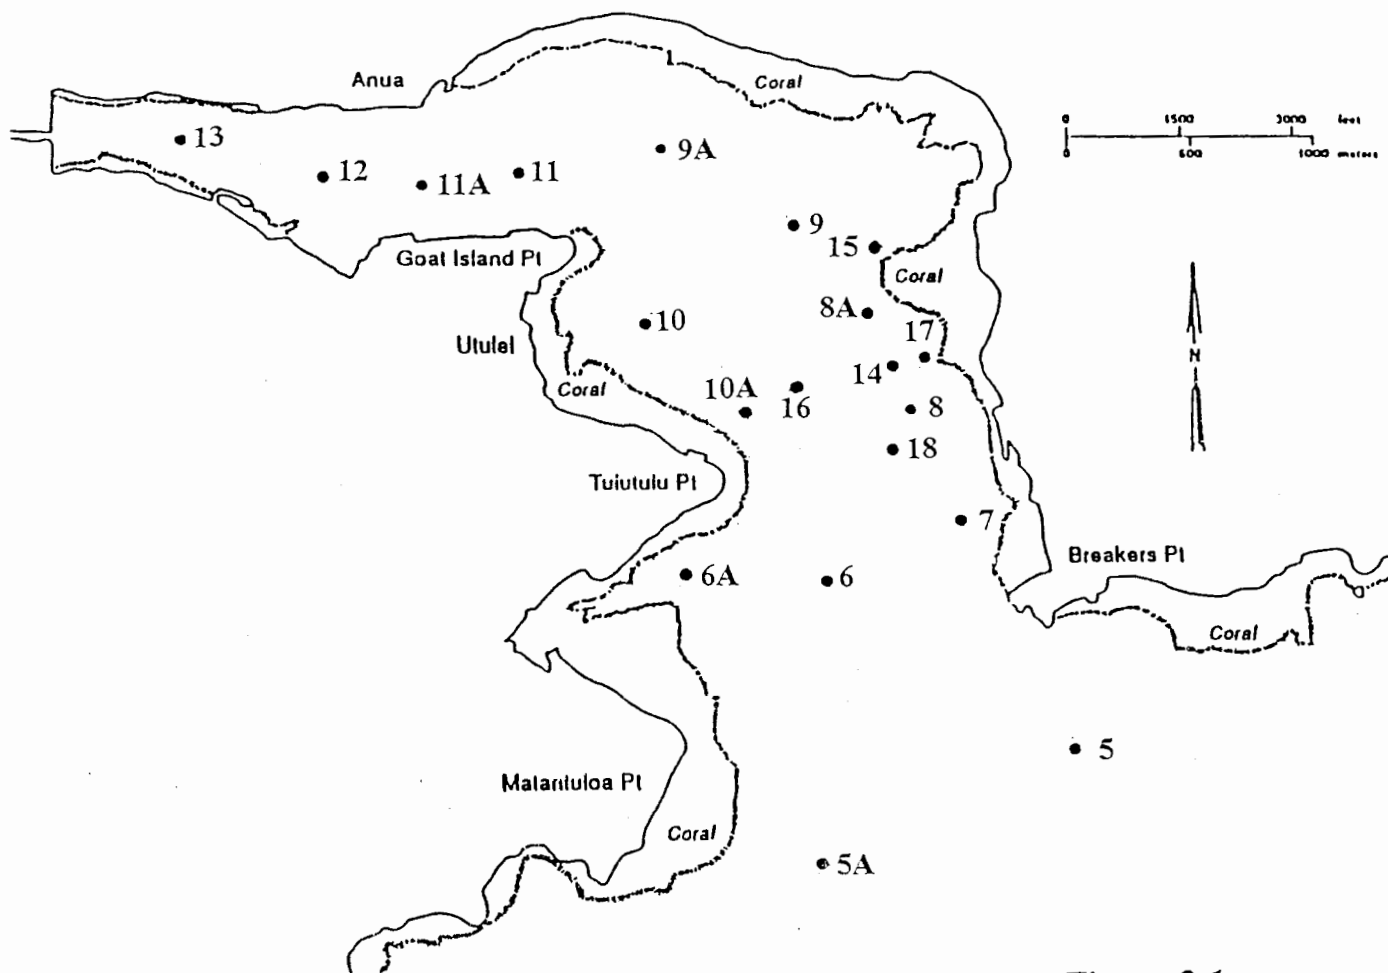 Anua
Coral
0 1500 3000 feet
0 500 1000 meters
13
12
11A
11
9A
9
15
Goat Island Pt
Coral
8A
17
10
Utulei
14
Coral
10A
16
8
18
Tuiutulu Pt
7
Breakers Pt
6A
6
Coral
N
5
Matantuloa Pt
Coral
5A